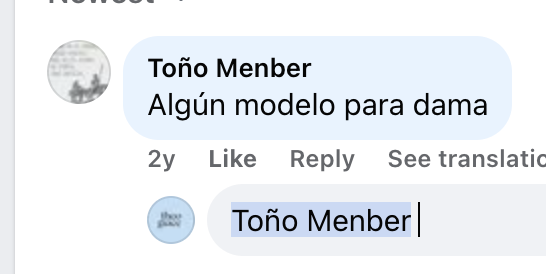 Newest
Toño Menber
Algún modelo para dama
2y Like Reply See translatio
Toño Menber